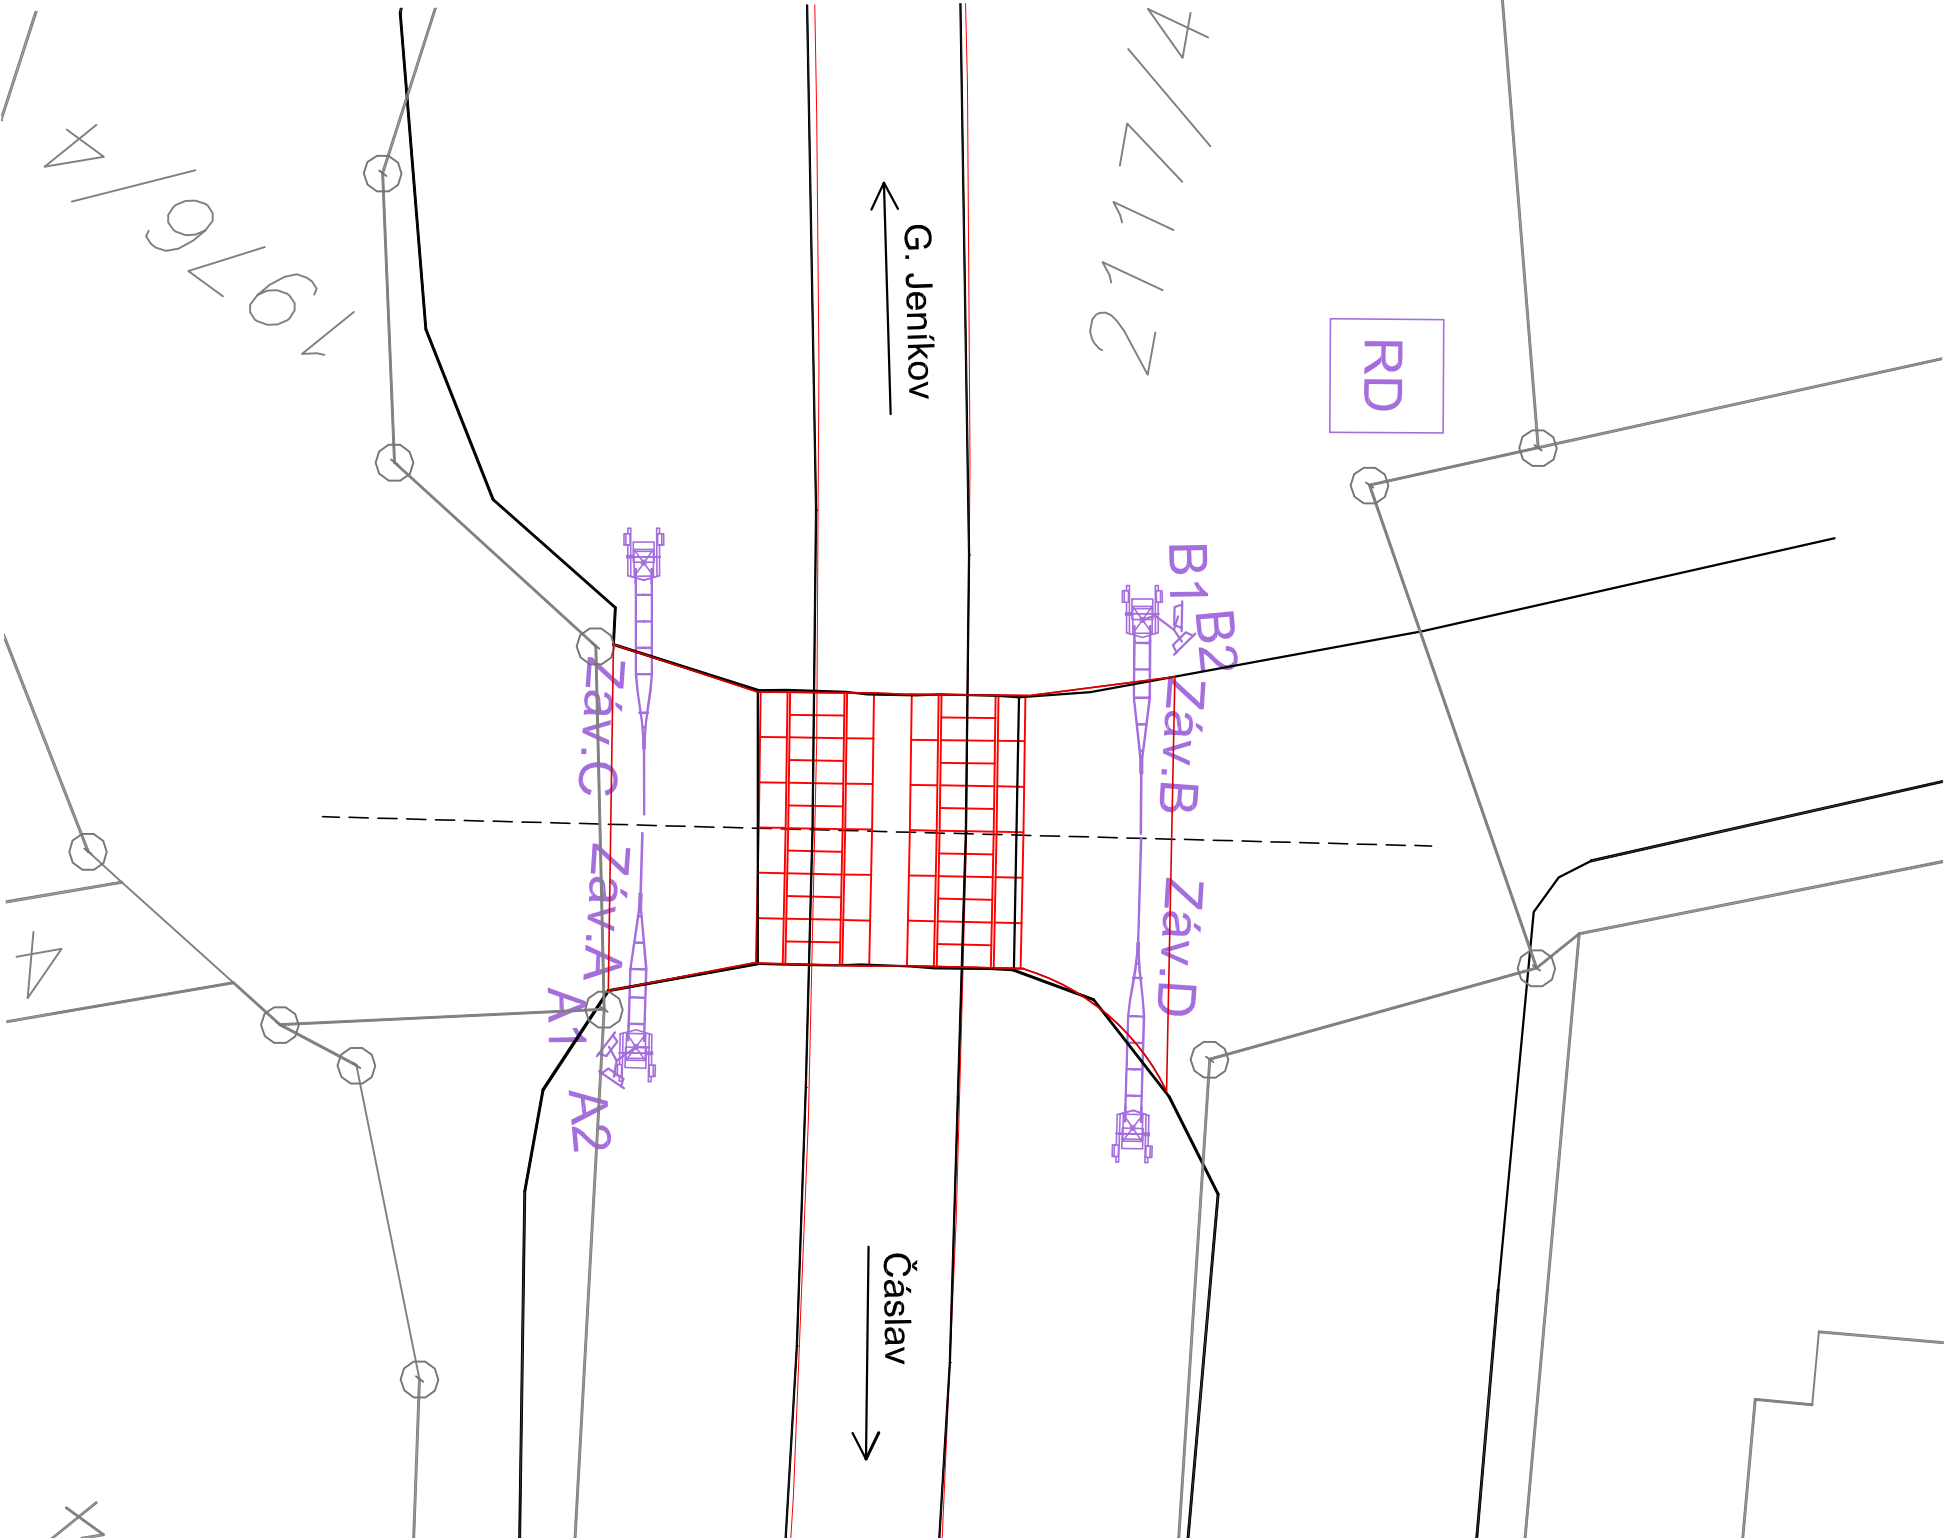 1976/4
2117/4
G. Jeníkov
RD
B1
B2
Záv.C
Záv.B
Záv.A
Záv.D
A1
A2
4
Čáslav